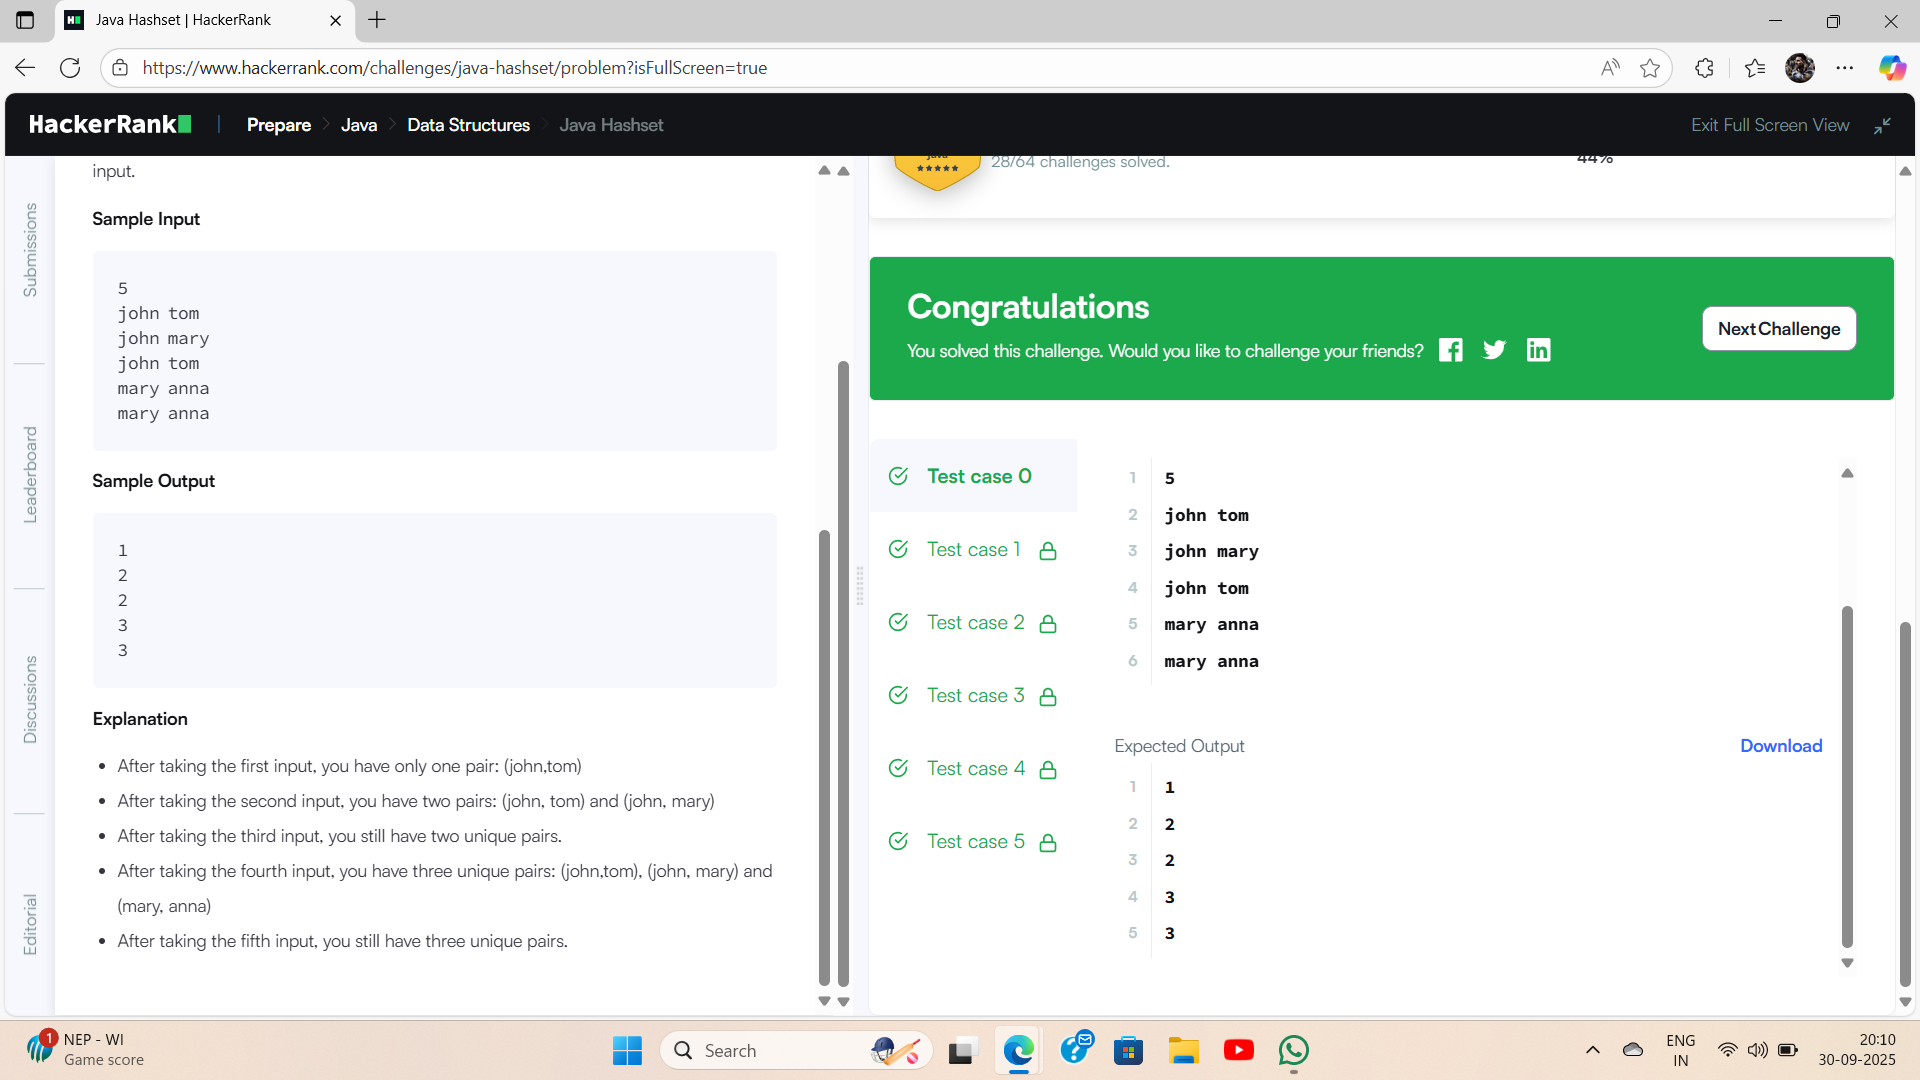 Java Hashset | HackerRank
https://www.hackerrank.com/challenges/java-hashset/problem?isFullScreen=true
HackerRank | Prepare Java Data Structures Java Hashset Exit Full Screen View
Submissions
Leaderboard
Discussions
Editorial
input.
Sample Input
5
john tom
john mary
john tom
mary anna
mary anna
Sample Output
1
2
2
3
3
Explanation
• After taking the first input, you have only one pair: (john,tom)
• After taking the second input, you have two pairs: (john, tom) and (john, mary)
• After taking the third input, you still have two unique pairs.
• After taking the fourth input, you have three unique pairs: (john,tom), (john, mary) and
(mary, anna)
• After taking the fifth input, you still have three unique pairs.
28/64 challenges solved. 44%
Congratulations
You solved this challenge. Would you like to challenge your friends?
Next Challenge
Test case 0
Test case 1
Test case 2
Test case 3
Test case 4
Test case 5
1 5
2 john tom
3 john mary
4 john tom
5 mary anna
6 mary anna
Expected Output Download
1 1
2 2
3 2
4 3
5 3
1 NEP - WI
Game score
Search
ENG
IN
20:10
30-09-2025